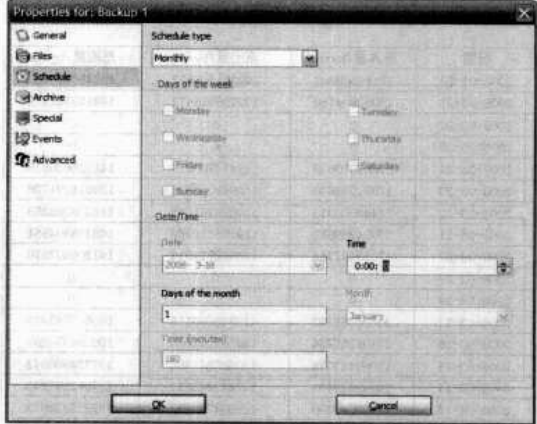 Properties for: Backup 1
General
Files
Schedule
Archive
Special
Events
Advanced
Schedule type
Monthly
Days of the week
Monday
Tuesday
Wednesday
Thursday
Friday
Saturday
Sunday
Date/Time
Date
Time
0:00:
Days of the month
Month
1
January
Timer (minutes)
180
OK
Cancel